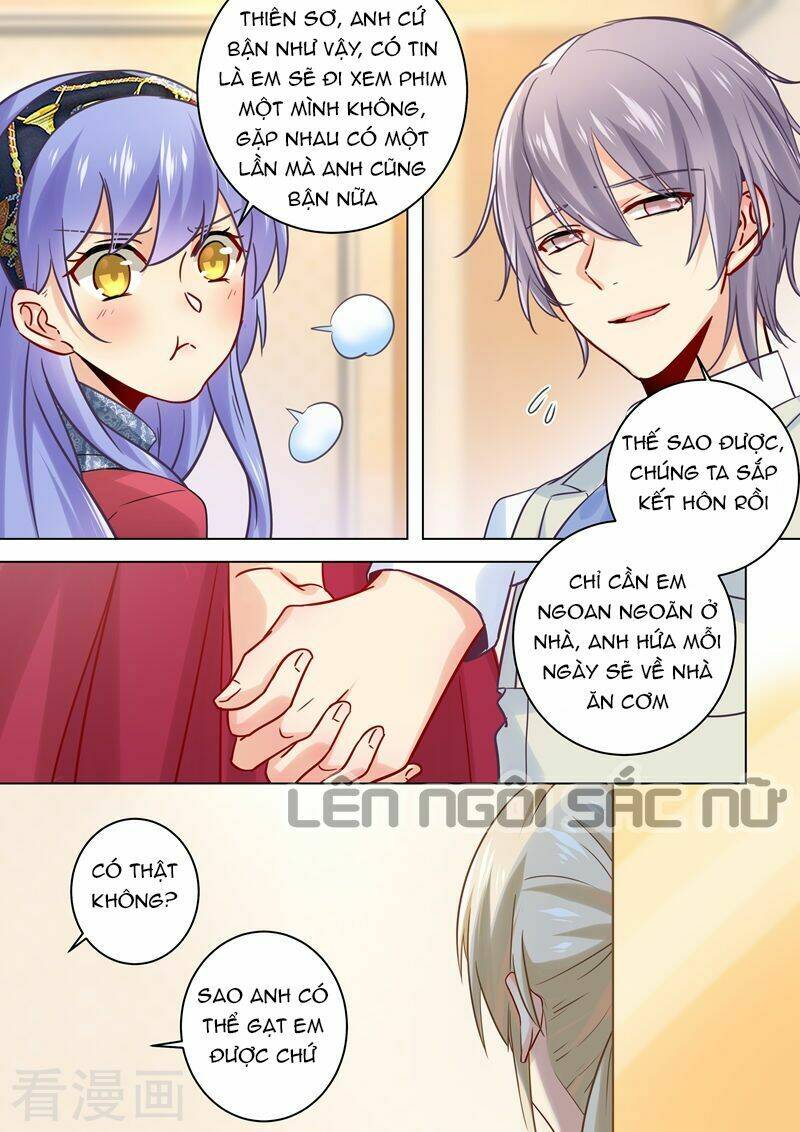 THIÊN SƠ, ANH CỨ
BẬN NHƯ VẬY, CÓ TIN
LÀ EM SẼ ĐI XEM PHIM
MỘT MÌNH KHÔNG,
GẶP NHAU CÓ MỘT
LẦN MÀ ANH CŨNG
BẬN NỮA
THẾ SAO ĐƯỢC,
CHÚNG TA SẮP
KẾT HÔN RỒI
CHỈ CẦN EM
NGOAN NGOÃN Ở
NHÀ, ANH HỨA MỖI
NGÀY SẼ VỀ NHÀ
ĂN CƠM
LÊN NGÔI SẮC NỮ
CÓ THẬT
KHÔNG?
SAO ANH CÓ
THỂ GẠT EM
ĐƯỢC CHỨ
看漫画